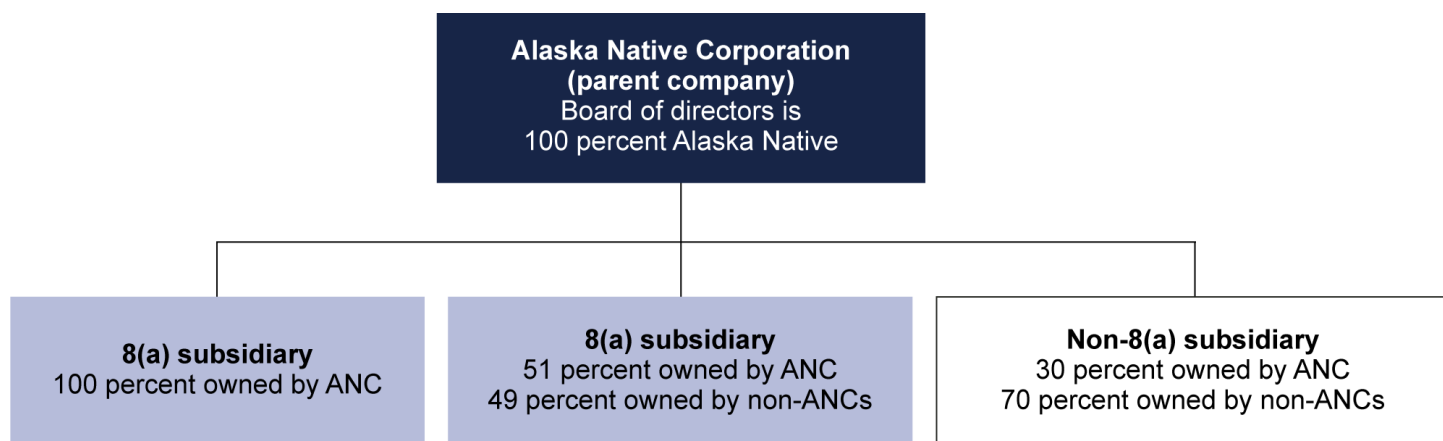 Alaska Native Corporation
(parent company)
Board of directors is
100 percent Alaska Native
8(a) subsidiary
100 percent owned by ANC
8(a) subsidiary
51 percent owned by ANC
49 percent owned by non-ANCs
Non-8(a) subsidiary
30 percent owned by ANC
70 percent owned by non-ANCs